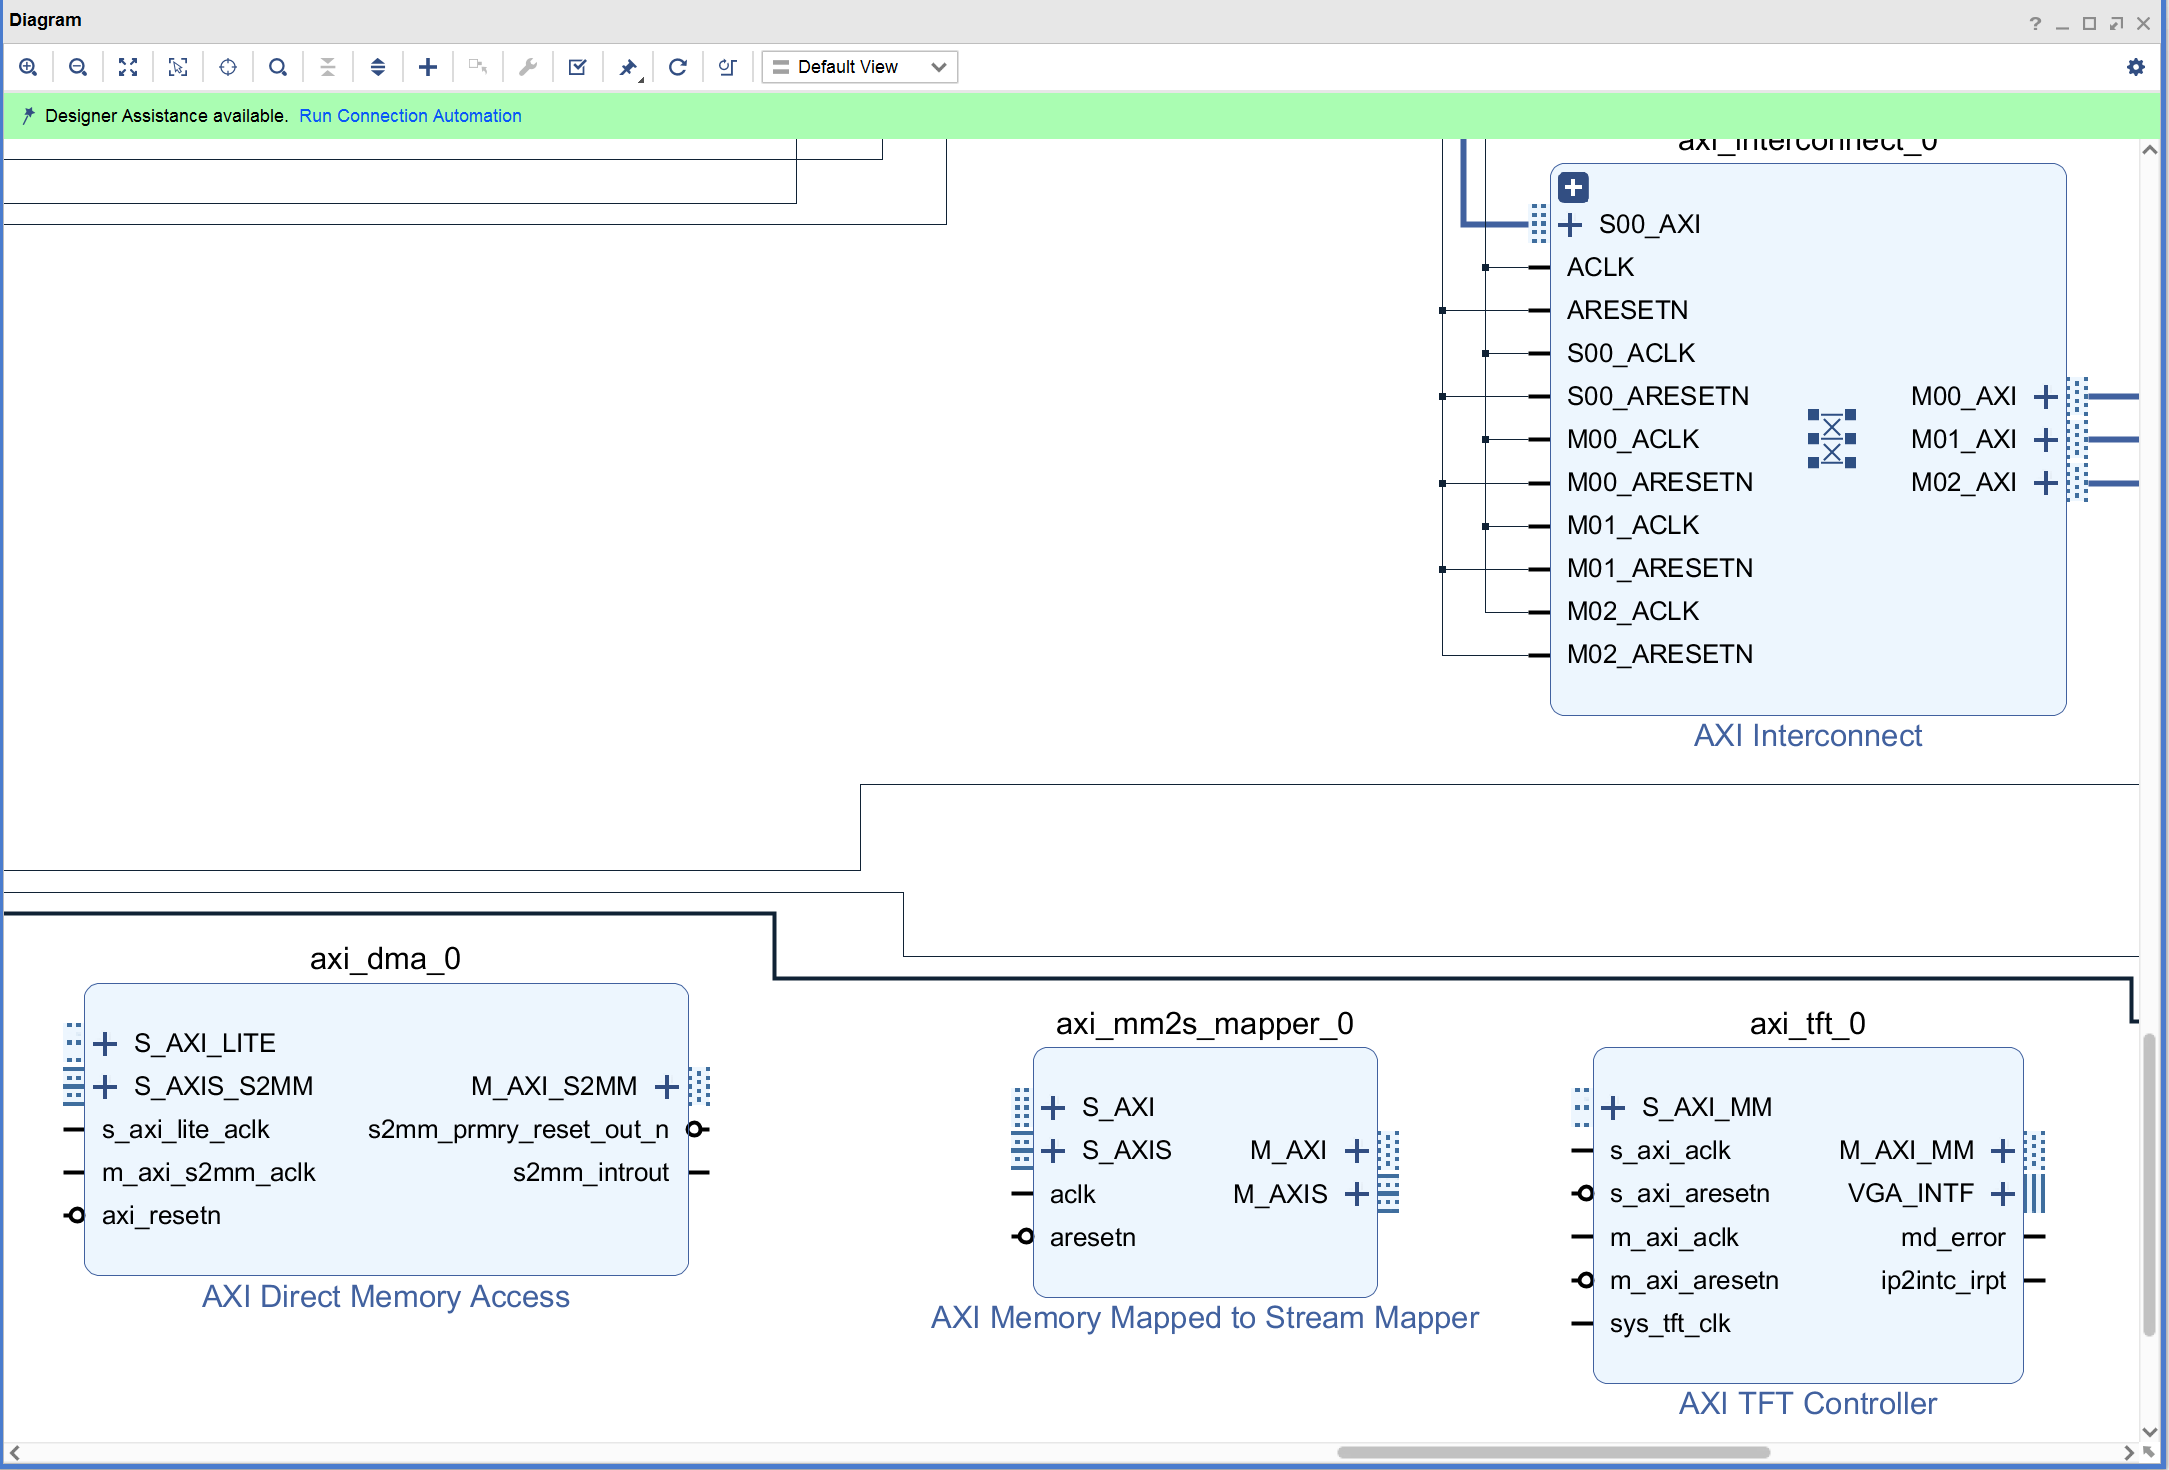 Diagram
Default View
Designer Assistance available. Run Connection Automation
axi_interconnect_0
S00_AXI
ACLK
ARESETN
S00_ACLK
S00_ARESETN M00_AXI
M00_ACLK M01_AXI
M00_ARESETN M02_AXI
M01_ACLK
M01_ARESETN
M02_ACLK
M02_ARESETN
AXI Interconnect
axi_dma_0
S_AXI_LITE
S_AXIS_S2MM M_AXI_S2MM
s_axi_lite_aclk s2mm_prmry_reset_out_n
m_axi_s2mm_aclk s2mm_introut
axi_resetn
AXI Direct Memory Access
axi_mm2s_mapper_0
S_AXI
S_AXIS M_AXI
aclk M_AXIS
aresetn
AXI Memory Mapped to Stream Mapper
axi_tft_0
S_AXI_MM
s_axi_aclk M_AXI_MM
s_axi_aresetn VGA_INTF
m_axi_aclk md_error
m_axi_aresetn ip2intc_irpt
sys_tft_clk
AXI TFT Controller